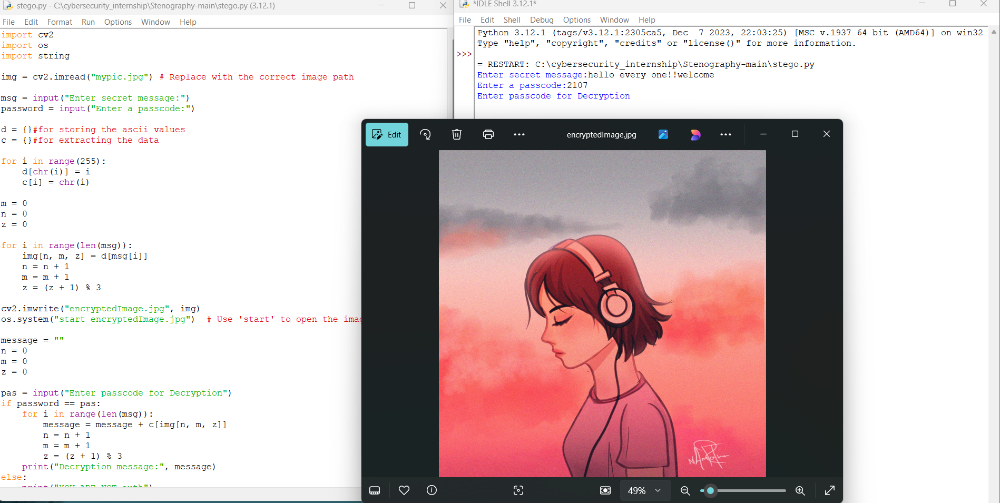 stego.py - C:\cybersecurity_internship\Stenography-main\stego.py (3.12.1)
File Edit Format Run Options Window Help
import cv2
import os
import string
img = cv2.imread("mypic.jpg") # Replace with the correct image path
msg = input("Enter secret message:")
password = input("Enter a passcode:")
d = {}#for storing the ascii values
c = {}#for extracting the data
for i in range(255):
    d[chr(i)] = i
    c[i] = chr(i)
m = 0
n = 0
z = 0
for i in range(len(msg)):
    img[n, m, z] = d[msg[i]]
    n = n + 1
    m = m + 1
    z = (z + 1) % 3
cv2.imwrite("encryptedImage.jpg", img)
os.system("start encryptedImage.jpg")  # Use 'start' to open the imag
message = ""
n = 0
m = 0
z = 0
pas = input("Enter passcode for Decryption")
if password == pas:
    for i in range(len(msg)):
        message = message + c[img[n, m, z]]
        n = n + 1
        m = m + 1
        z = (z + 1) % 3
    print("Decryption message:", message)
else:
    print("YOU ARE NOT auth")
*IDLE Shell 3.12.1*
File Edit Shell Debug Options Window Help
Python 3.12.1 (tags/v3.12.1:2305ca5, Dec  7 2023, 22:03:25) [MSC v.1937 64 bit (AMD64)] on win32
Type "help", "copyright", "credits" or "license()" for more information.
>>>
= RESTART: C:\cybersecurity_internship\Stenography-main\stego.py
Enter secret message:hello every one!!welcome
Enter a passcode:2107
Enter passcode for Decryption
Edit
encryptedImage.jpg
49%